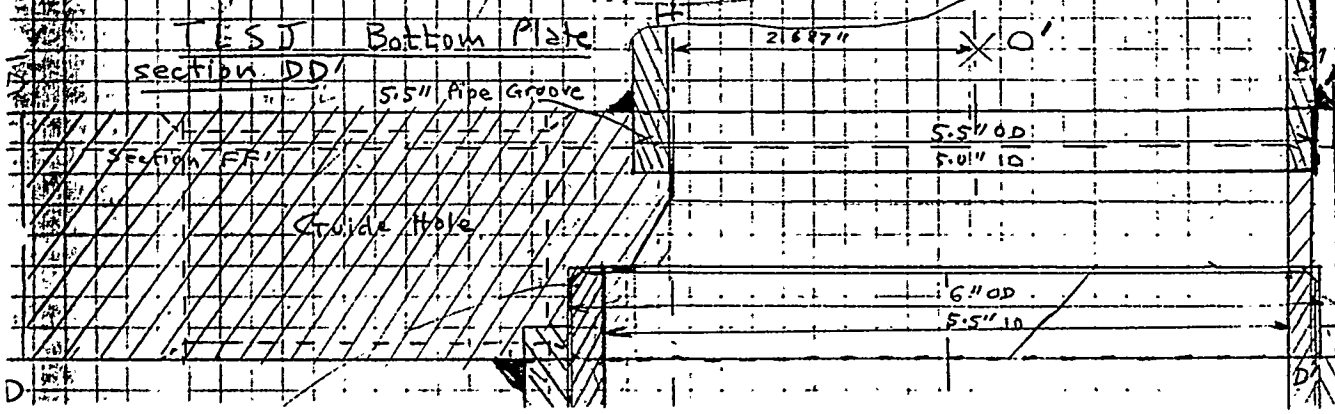 Bottom Plate
section DD'
2.687"
O'
5.5" Pipe Groove
5.5" OD
5.0" ID
Section FF'
Guide Hole
6" OD
5.5" ID
D
D'